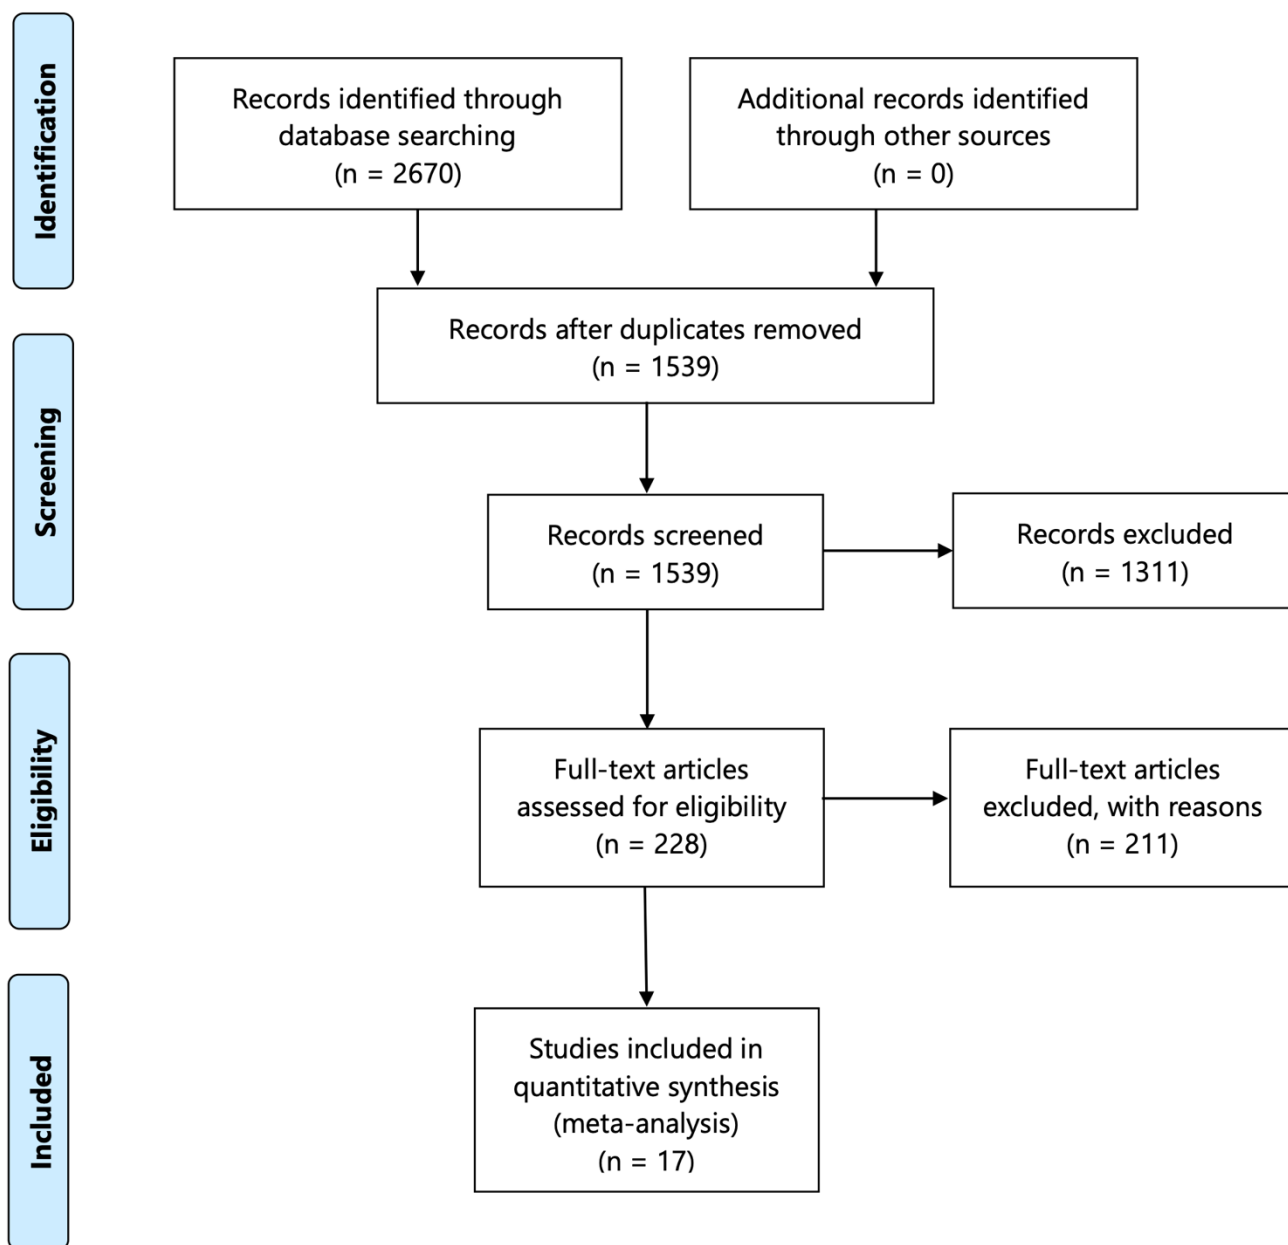 Identification
Records identified through
database searching
(n = 2670)
Additional records identified
through other sources
(n = 0)
Records after duplicates removed
(n = 1539)
Screening
Records screened
(n = 1539)
Records excluded
(n = 1311)
Eligibility
Full-text articles
assessed for eligibility
(n = 228)
Full-text articles
excluded, with reasons
(n = 211)
Included
Studies included in
quantitative synthesis
(meta-analysis)
(n = 17)